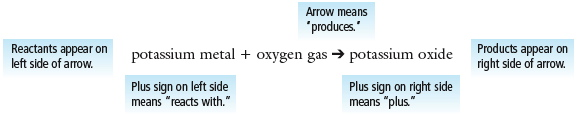 Arrow means
"produces."
Reactants appear on
left side of arrow.
potassium metal + oxygen gas ➔ potassium oxide
Products appear on
right side of arrow.
Plus sign on left side
means "reacts with."
Plus sign on right side
means "plus."